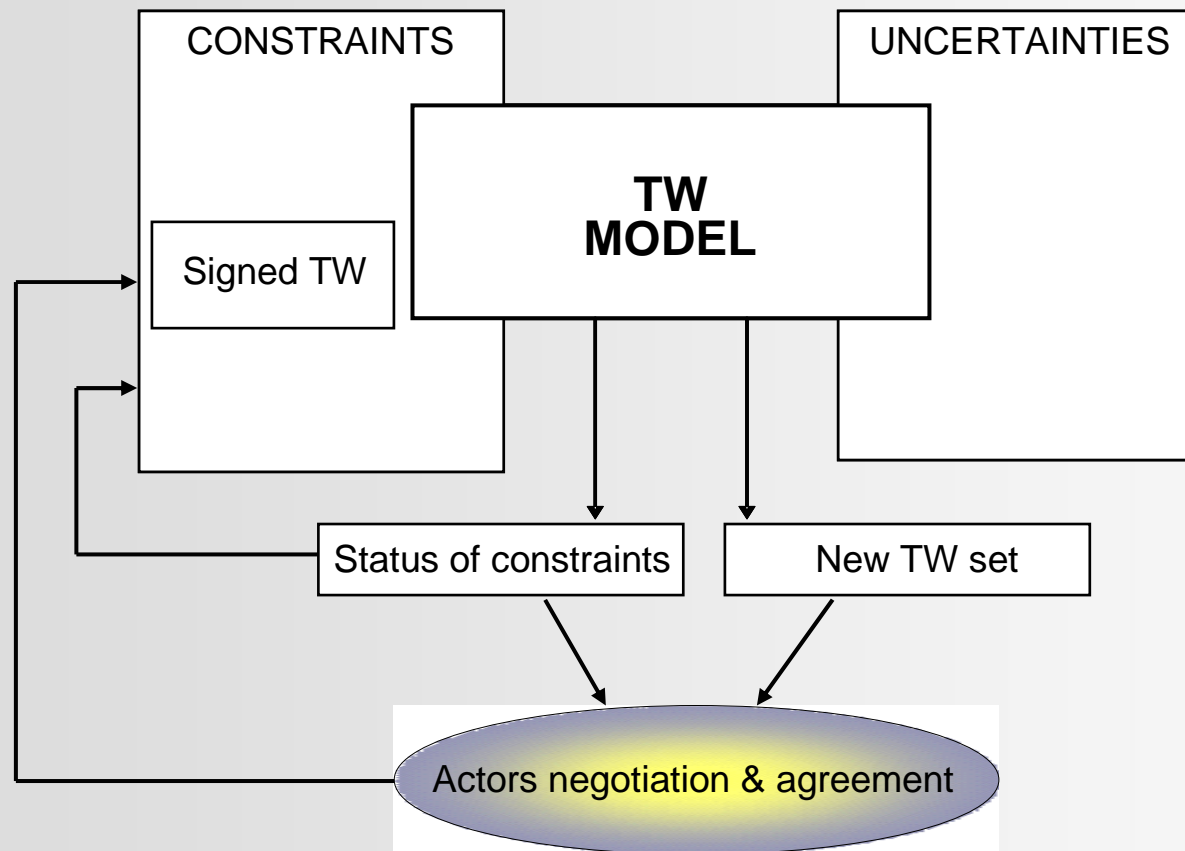 CONSTRAINTS
UNCERTAINTIES
TW
MODEL
Signed TW
Status of constraints
New TW set
Actors negotiation & agreement